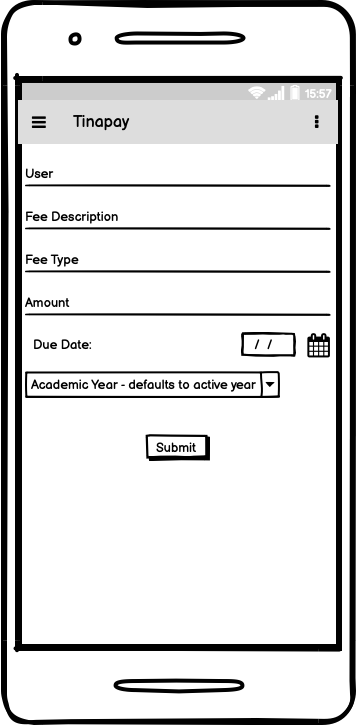 15:57
Tinapay
User
Fee Description
Fee Type
Amount
Due Date: / /
Academic Year - defaults to active year
Submit